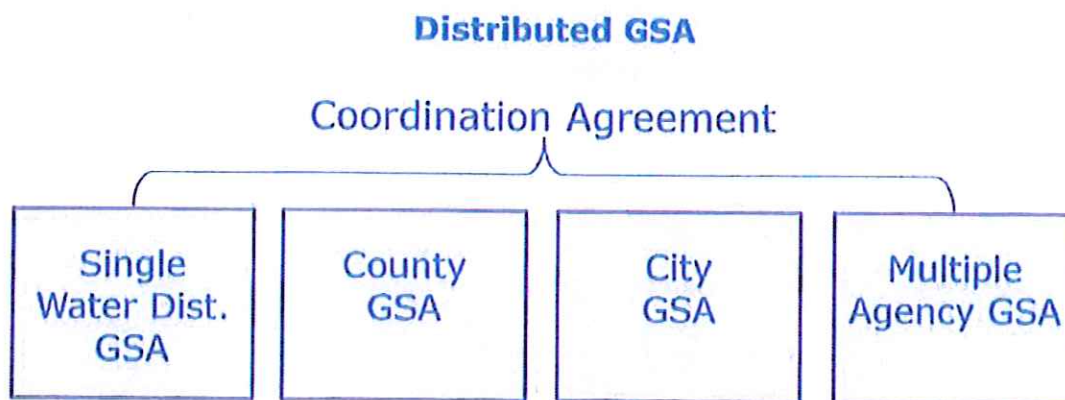 Distributed GSA
Coordination Agreement
Single
Water Dist.
GSA
County
GSA
City
GSA
Multiple
Agency GSA